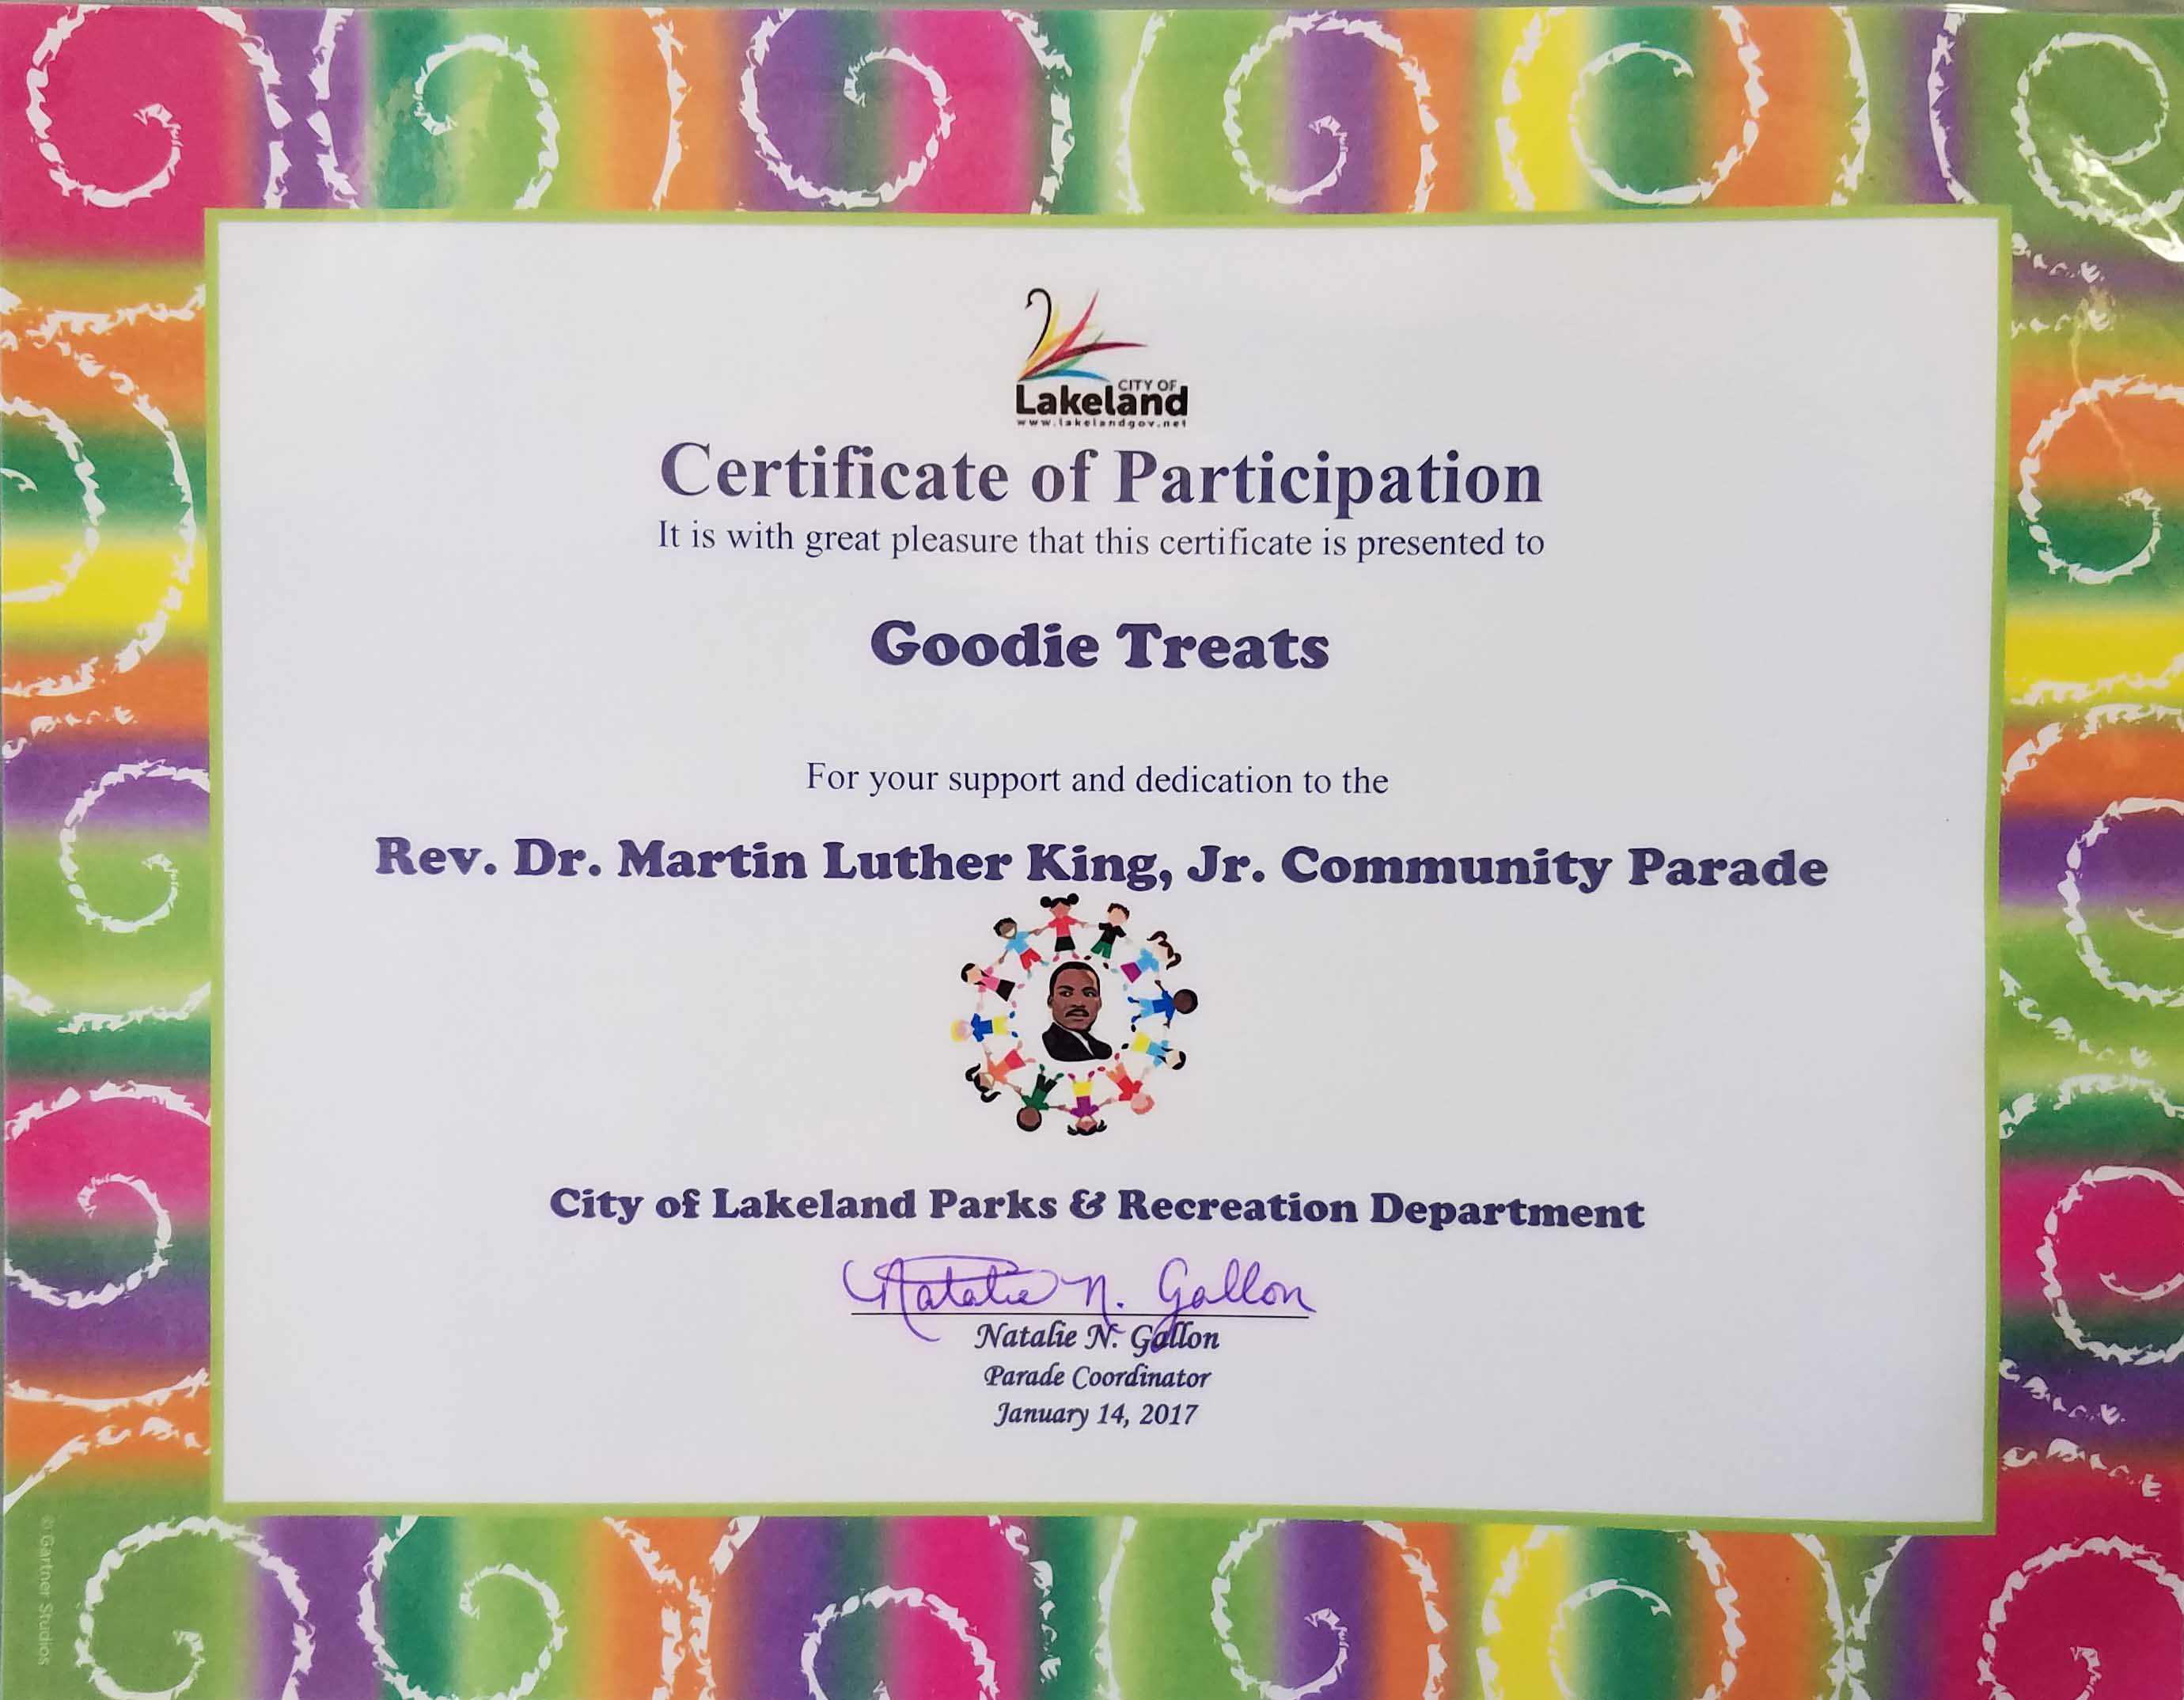 CITY OF
Lakeland
www.lakelandgov.net
Certificate of Participation
It is with great pleasure that this certificate is presented to
Goodie Treats
For your support and dedication to the
Rev. Dr. Martin Luther King, Jr. Community Parade
City of Lakeland Parks & Recreation Department
Natalie N. Gallon
Natalie N. Gallon
Parade Coordinator
January 14, 2017
© Gartner Studios